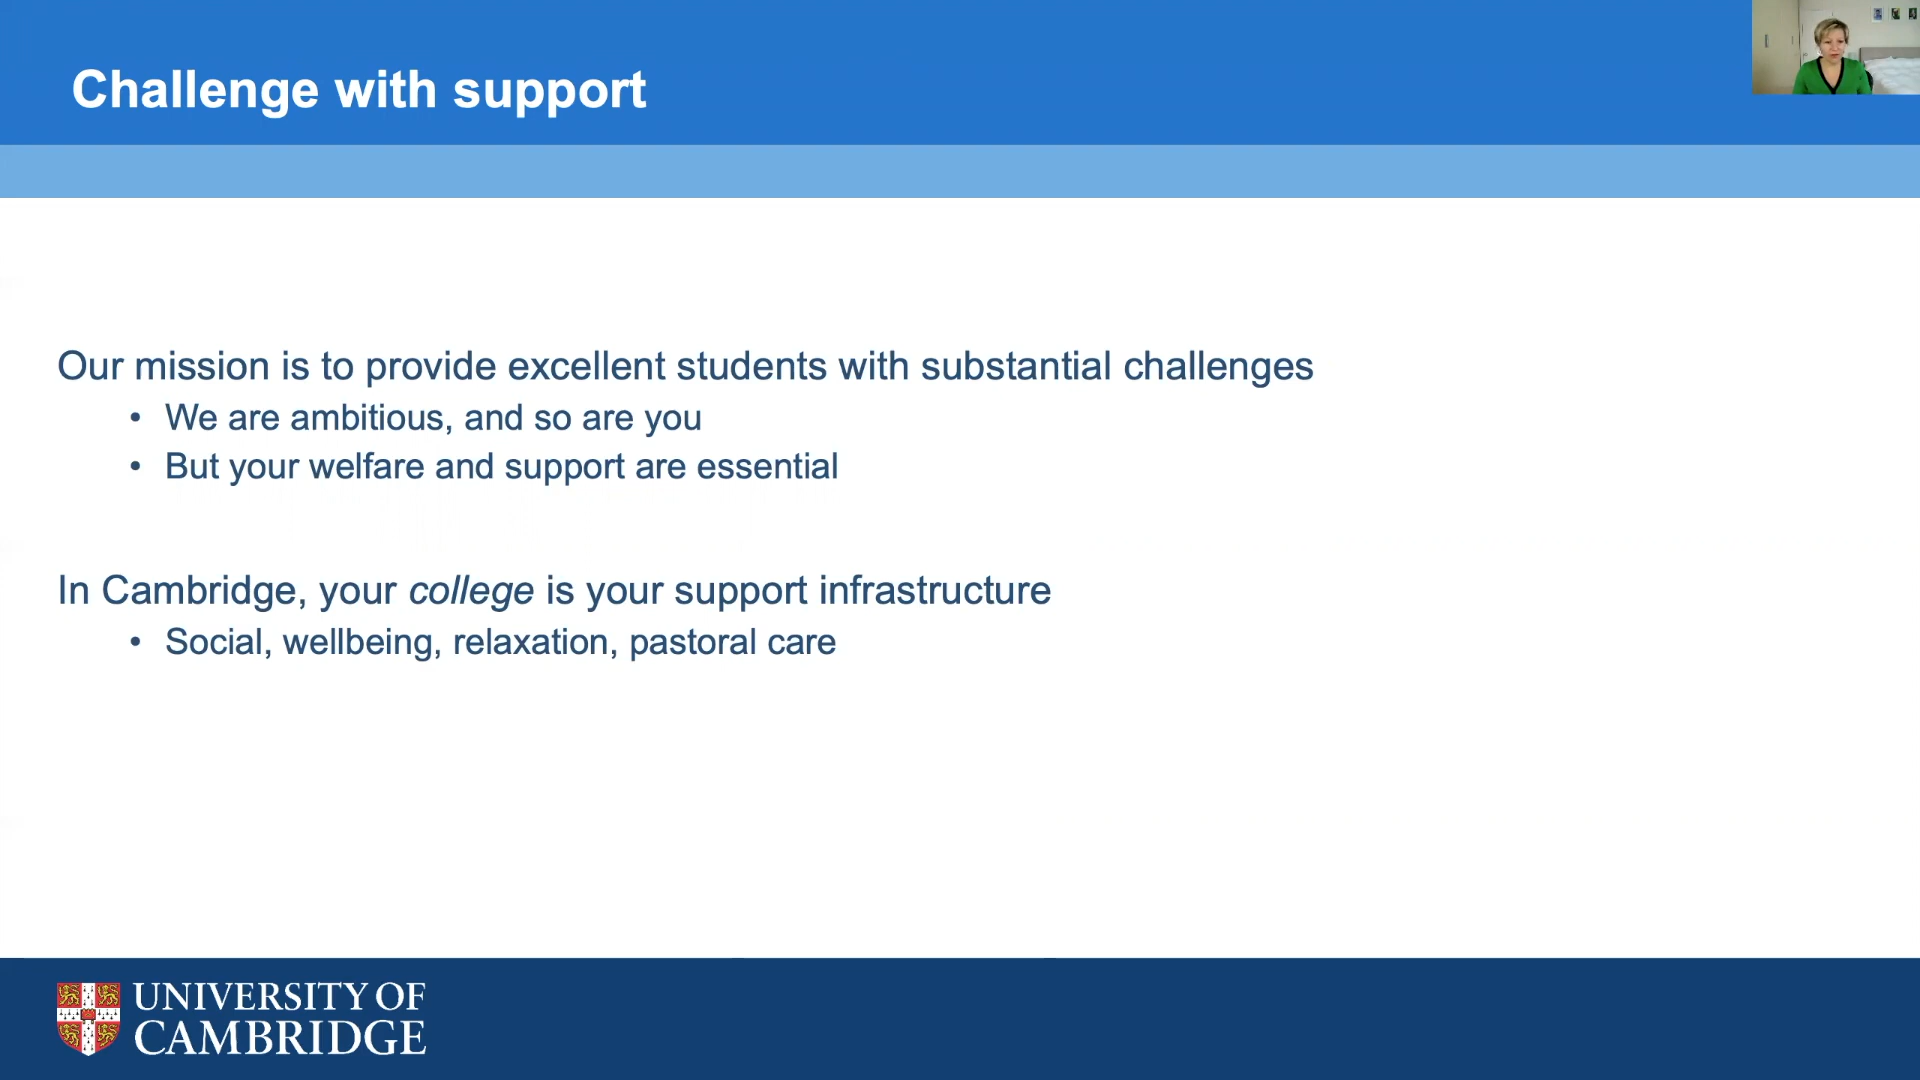 Challenge with support
Our mission is to provide excellent students with substantial challenges
• We are ambitious, and so are you
• But your welfare and support are essential
In Cambridge, your college is your support infrastructure
• Social, wellbeing, relaxation, pastoral care
UNIVERSITY OF
CAMBRIDGE